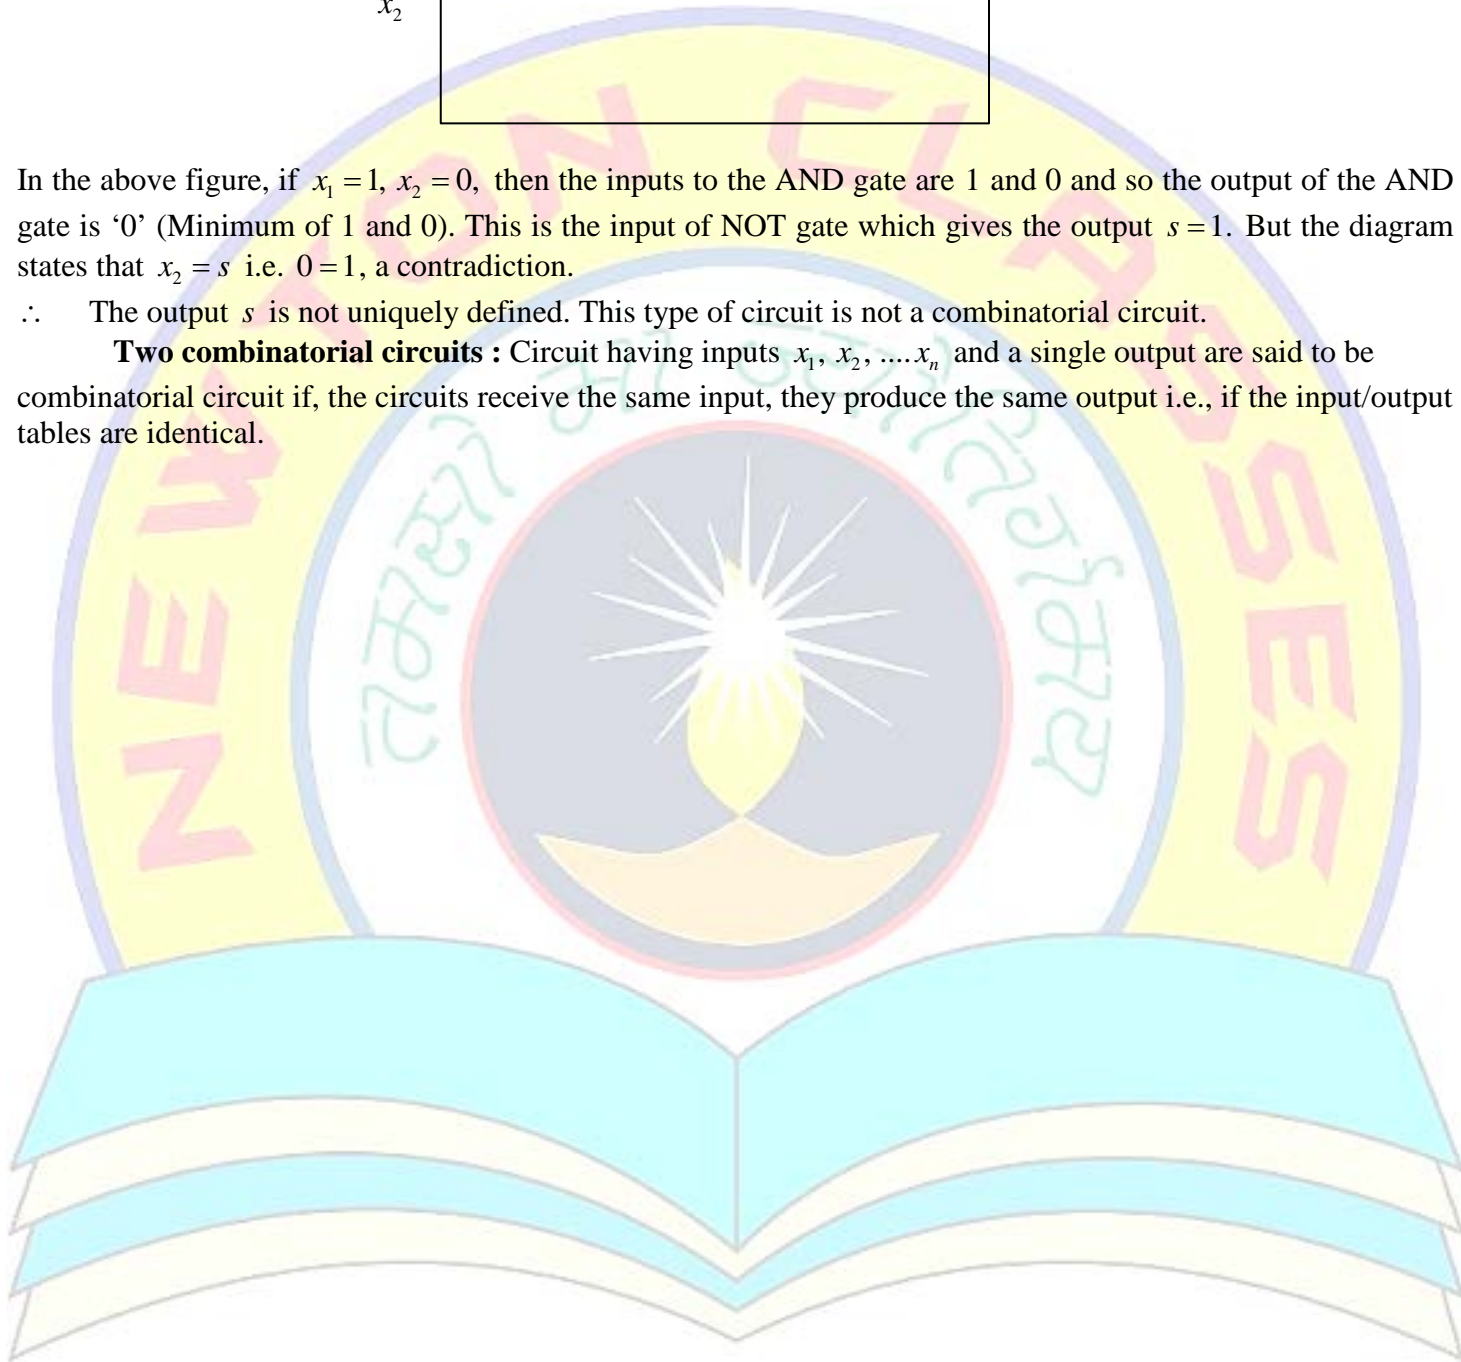 x₂
In the above figure, if x₁ = 1, x₂ = 0, then the inputs to the AND gate are 1 and 0 and so the output of the AND
gate is ‘0’ (Minimum of 1 and 0). This is the input of NOT gate which gives the output s = 1. But the diagram
states that x₂ = s i.e. 0 = 1, a contradiction.
∴ The output s is not uniquely defined. This type of circuit is not a combinatorial circuit.
Two combinatorial circuits : Circuit having inputs x₁, x₂, ....xₙ and a single output are said to be
combinatorial circuit if, the circuits receive the same input, they produce the same output i.e., if the input/output
tables are identical.
NEWTON CLASSES
तमसो मा ज्योतिर्गमय